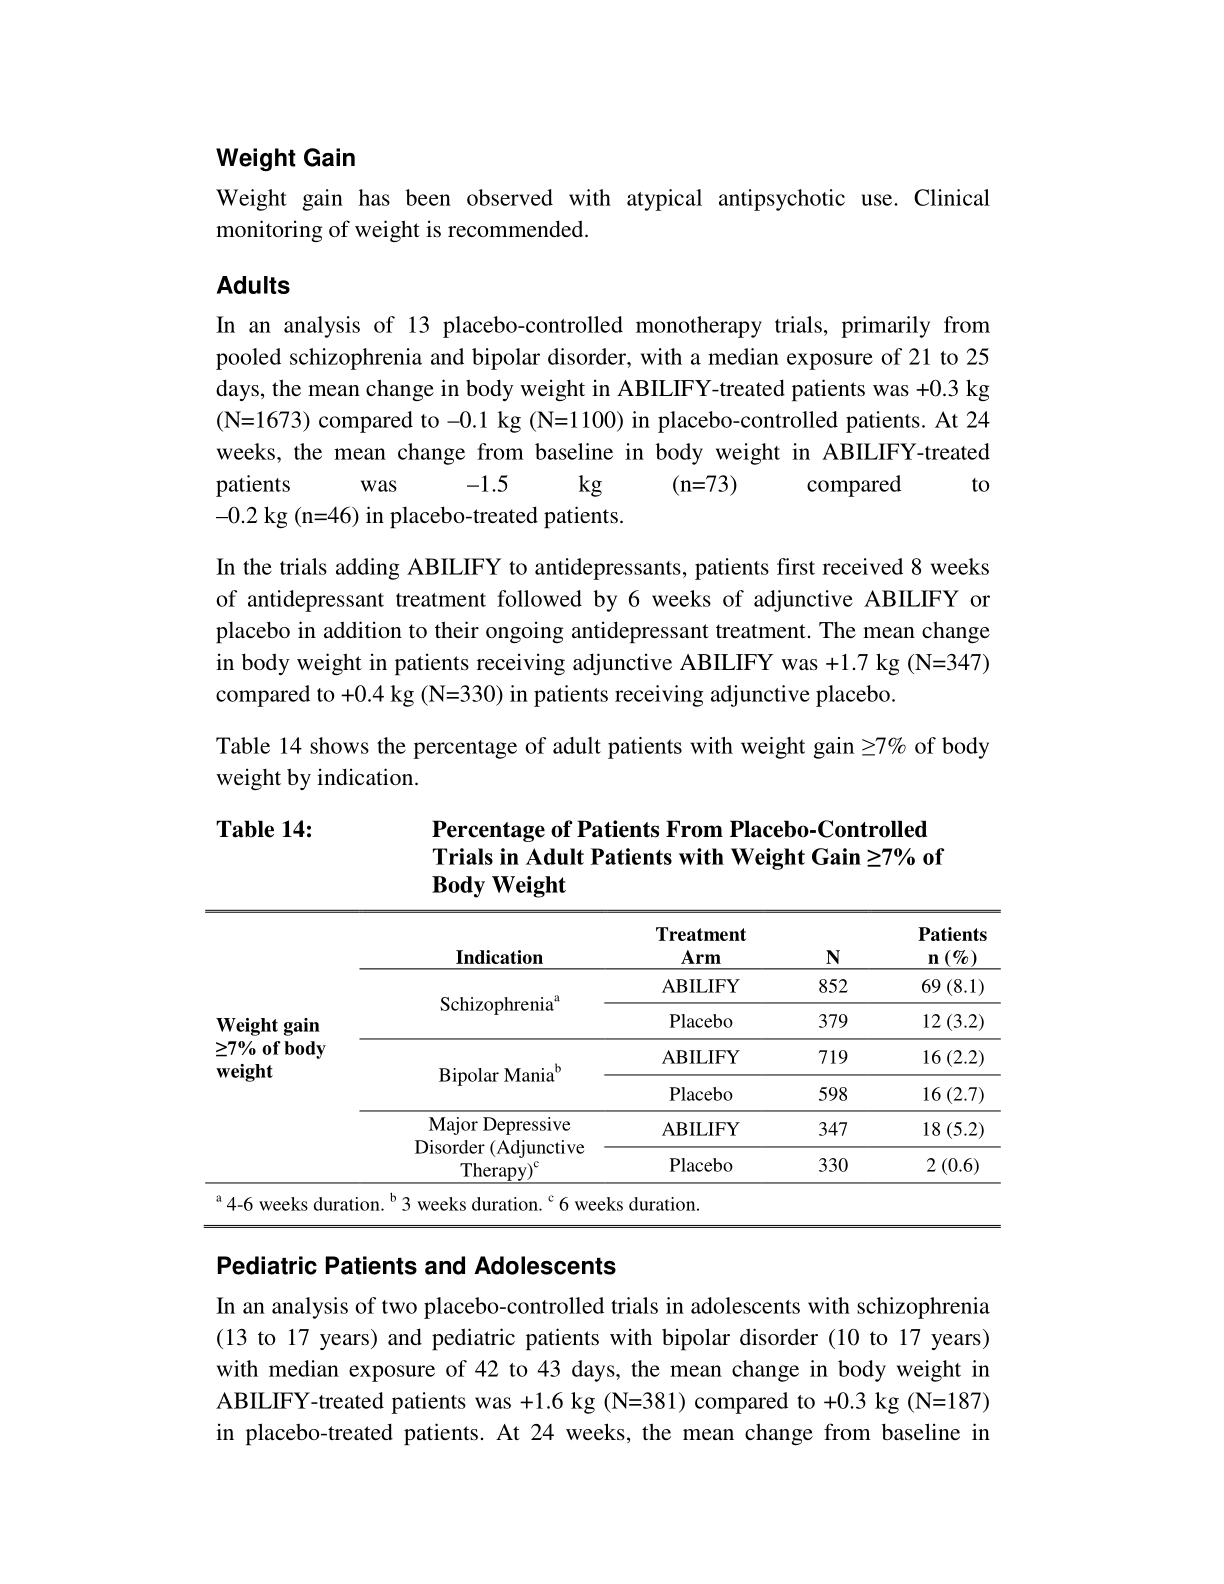 Weight Gain
Weight gain has been observed with atypical antipsychotic use. Clinical
monitoring of weight is recommended.
Adults
In an analysis of 13 placebo-controlled monotherapy trials, primarily from
pooled schizophrenia and bipolar disorder, with a median exposure of 21 to 25
days, the mean change in body weight in ABILIFY-treated patients was +0.3 kg
(N=1673) compared to –0.1 kg (N=1100) in placebo-controlled patients. At 24
weeks, the mean change from baseline in body weight in ABILIFY-treated
patients was –1.5 kg (n=73) compared to
–0.2 kg (n=46) in placebo-treated patients.
In the trials adding ABILIFY to antidepressants, patients first received 8 weeks
of antidepressant treatment followed by 6 weeks of adjunctive ABILIFY or
placebo in addition to their ongoing antidepressant treatment. The mean change
in body weight in patients receiving adjunctive ABILIFY was +1.7 kg (N=347)
compared to +0.4 kg (N=330) in patients receiving adjunctive placebo.
Table 14 shows the percentage of adult patients with weight gain ≥7% of body
weight by indication.
Table 14: Percentage of Patients From Placebo-Controlled
Trials in Adult Patients with Weight Gain ≥7% of
Body Weight
Treatment Patients
Indication Arm N n (%)
ABILIFY 852 69 (8.1)
Schizophrenia^a
Placebo 379 12 (3.2)
Weight gain
≥7% of body
weight
ABILIFY 719 16 (2.2)
Bipolar Mania^b
Placebo 598 16 (2.7)
Major Depressive ABILIFY 347 18 (5.2)
Disorder (Adjunctive
Therapy)^c Placebo 330 2 (0.6)
^a 4-6 weeks duration. ^b 3 weeks duration. ^c 6 weeks duration.
Pediatric Patients and Adolescents
In an analysis of two placebo-controlled trials in adolescents with schizophrenia
(13 to 17 years) and pediatric patients with bipolar disorder (10 to 17 years)
with median exposure of 42 to 43 days, the mean change in body weight in
ABILIFY-treated patients was +1.6 kg (N=381) compared to +0.3 kg (N=187)
in placebo-treated patients. At 24 weeks, the mean change from baseline in